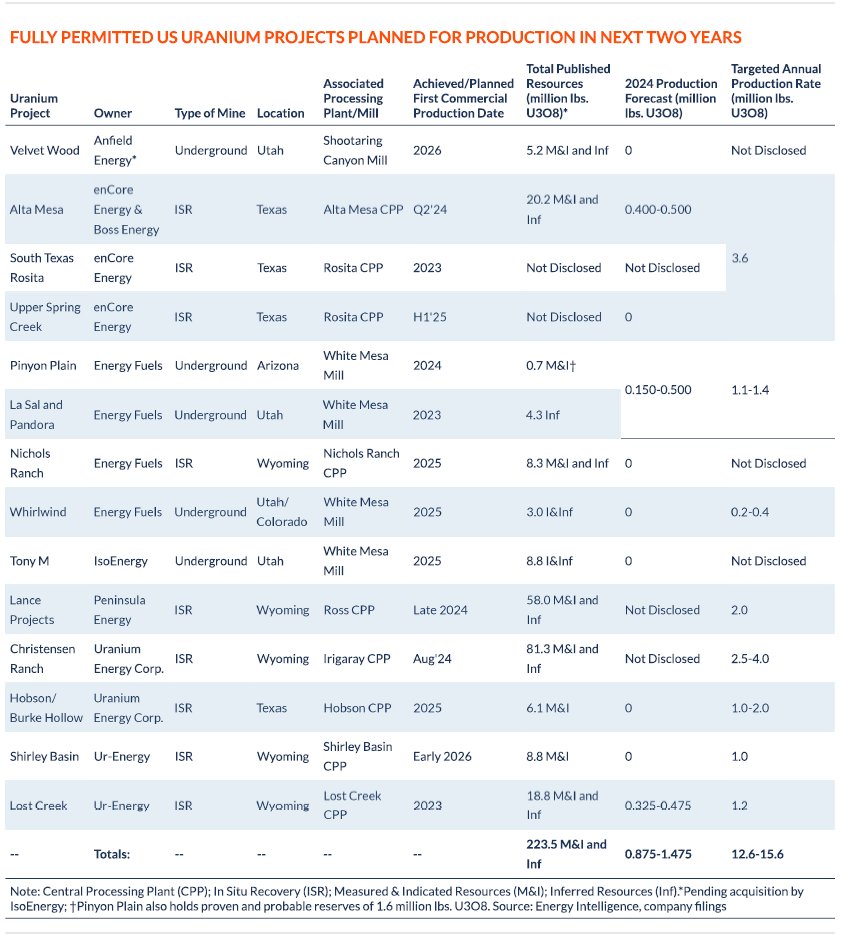 FULLY PERMITTED US URANIUM PROJECTS PLANNED FOR PRODUCTION IN NEXT TWO YEARS
Uranium Project | Owner | Type of Mine | Location | Associated Processing Plant/Mill | Achieved/Planned First Commercial Production Date | Total Published Resources (million lbs. U3O8)* | 2024 Production Forecast (million lbs. U3O8) | Targeted Annual Production Rate (million lbs. U3O8)
Velvet Wood | Anfield Energy* | Underground | Utah | Shootaring Canyon Mill | 2026 | 5.2 M&I and Inf | 0 | Not Disclosed
Alta Mesa | enCore Energy & Boss Energy | ISR | Texas | Alta Mesa CPP | Q2'24 | 20.2 M&I and Inf | 0.400-0.500 | 3.6
South Texas Rosita | enCore Energy | ISR | Texas | Rosita CPP | 2023 | Not Disclosed | Not Disclosed
Upper Spring Creek | enCore Energy | ISR | Texas | Rosita CPP | H1'25 | Not Disclosed | 0
Pinyon Plain | Energy Fuels | Underground | Arizona | White Mesa Mill | 2024 | 0.7 M&I† | 0.150-0.500 | 1.1-1.4
La Sal and Pandora | Energy Fuels | Underground | Utah | White Mesa Mill | 2023 | 4.3 Inf
Nichols Ranch | Energy Fuels | ISR | Wyoming | Nichols Ranch CPP | 2025 | 8.3 M&I and Inf | 0 | Not Disclosed
Whirlwind | Energy Fuels | Underground | Utah/Colorado | White Mesa Mill | 2025 | 3.0 I&Inf | 0 | 0.2-0.4
Tony M | IsoEnergy | Underground | Utah | White Mesa Mill | 2025 | 8.8 I&Inf | 0 | Not Disclosed
Lance Projects | Peninsula Energy | ISR | Wyoming | Ross CPP | Late 2024 | 58.0 M&I and Inf | Not Disclosed | 2.0
Christensen Ranch | Uranium Energy Corp. | ISR | Wyoming | Irigaray CPP | Aug'24 | 81.3 M&I and Inf | Not Disclosed | 2.5-4.0
Hobson/Burke Hollow | Uranium Energy Corp. | ISR | Texas | Hobson CPP | 2025 | 6.1 M&I | 0 | 1.0-2.0
Shirley Basin | Ur-Energy | ISR | Wyoming | Shirley Basin CPP | Early 2026 | 8.8 M&I | 0 | 1.0
Lost Creek | Ur-Energy | ISR | Wyoming | Lost Creek CPP | 2023 | 18.8 M&I and Inf | 0.325-0.475 | 1.2
-- | Totals: | -- | -- | -- | -- | 223.5 M&I and Inf | 0.875-1.475 | 12.6-15.6
Note: Central Processing Plant (CPP); In Situ Recovery (ISR); Measured & Indicated Resources (M&I); Inferred Resources (Inf).*Pending acquisition by
IsoEnergy; †Pinyon Plain also holds proven and probable reserves of 1.6 million lbs. U3O8. Source: Energy Intelligence, company filings